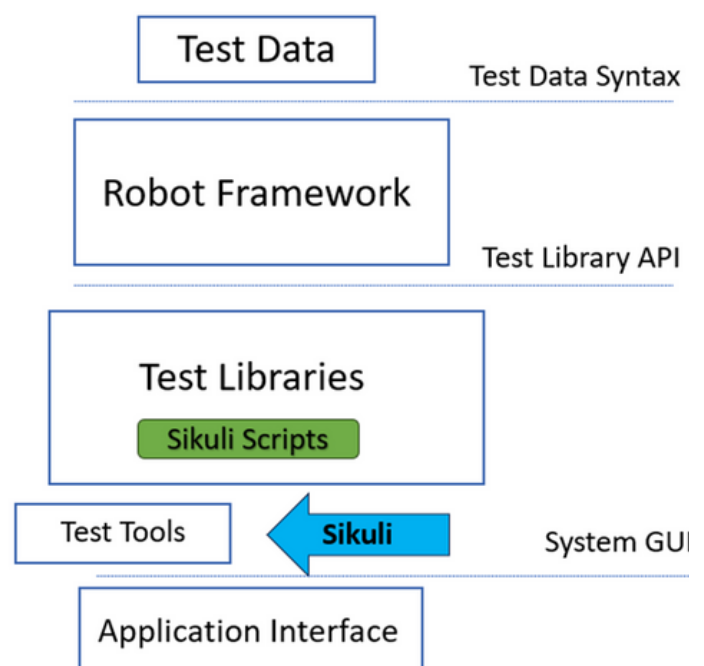 Test Data
Test Data Syntax
Robot Framework
Test Library API
Test Libraries
Sikuli Scripts
Test Tools
Sikuli
System GUI
Application Interface